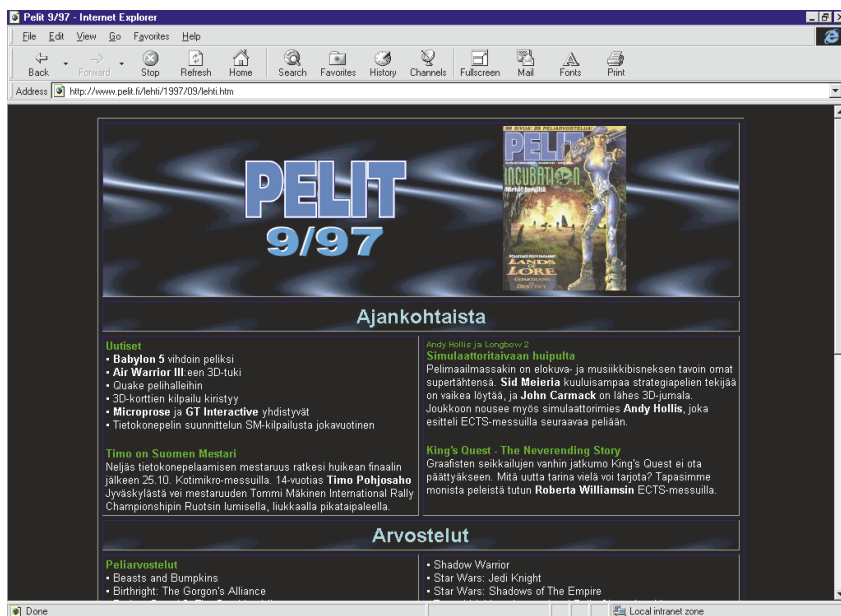 Pelit 9/97 - Internet Explorer
File Edit View Go Favorites Help
Back Forward Stop Refresh Home Search Favorites History Channels Fullscreen Mail Fonts Print
Address http://www.pelit.fi/lehti/1997/09/lehti.htm
PELIT
9/97
PELIT
INCUBATION
LANDS OF LORE
GUARDIANS OF DESTINY
Ajankohtaista
Uutiset
• Babylon 5 vihdoin peliksi
• Air Warrior III:een 3D-tuki
• Quake pelihalleihin
• 3D-korttien kilpailu kiristyy
• Microprose ja GT Interactive yhdistyvät
• Tietokonepelin suunnittelun SM-kilpailusta jokavuotinen
Timo on Suomen Mestari
Neljäs tietokonepelaamisen mestaruus ratkesi huikean finaalin
jälkeen 25.10. Kotimikro-messuilla. 14-vuotias Timo Pohjosaho
Jyväskylästä vei mestaruuden Tommi Mäkinen International Rally
Championshipin Ruotsin lumisella, liukkaalla pikataipaleella.
Andy Hollis ja Longbow 2
Simulaattoritaivaan huipulta
Pelimaailmassakin on elokuva- ja musiikkibisneksen tavoin omat
supertähtensä. Sid Meieria kuuluisampaa strategiapelien tekijää
on vaikea löytää, ja John Carmack on lähes 3D-jumala.
Joukkoon nousee myös simulaattorimies Andy Hollis, joka
esitteli ECTS-messuilla seuraavaa peliään.
King's Quest - The Neverending Story
Graafisten seikkailujen vanhin jatkumo King's Quest ei ota
päättyäkseen. Mitä uutta tarina vielä voi tarjota? Tapasimme
monista peleistä tutun Roberta Williamsin ECTS-messuilla.
Arvostelut
Peliarvostelut
• Beasts and Bumpkins
• Birthright: The Gorgon's Alliance
• Shadow Warrior
• Star Wars: Jedi Knight
• Star Wars: Shadows of The Empire
Done
Local intranet zone